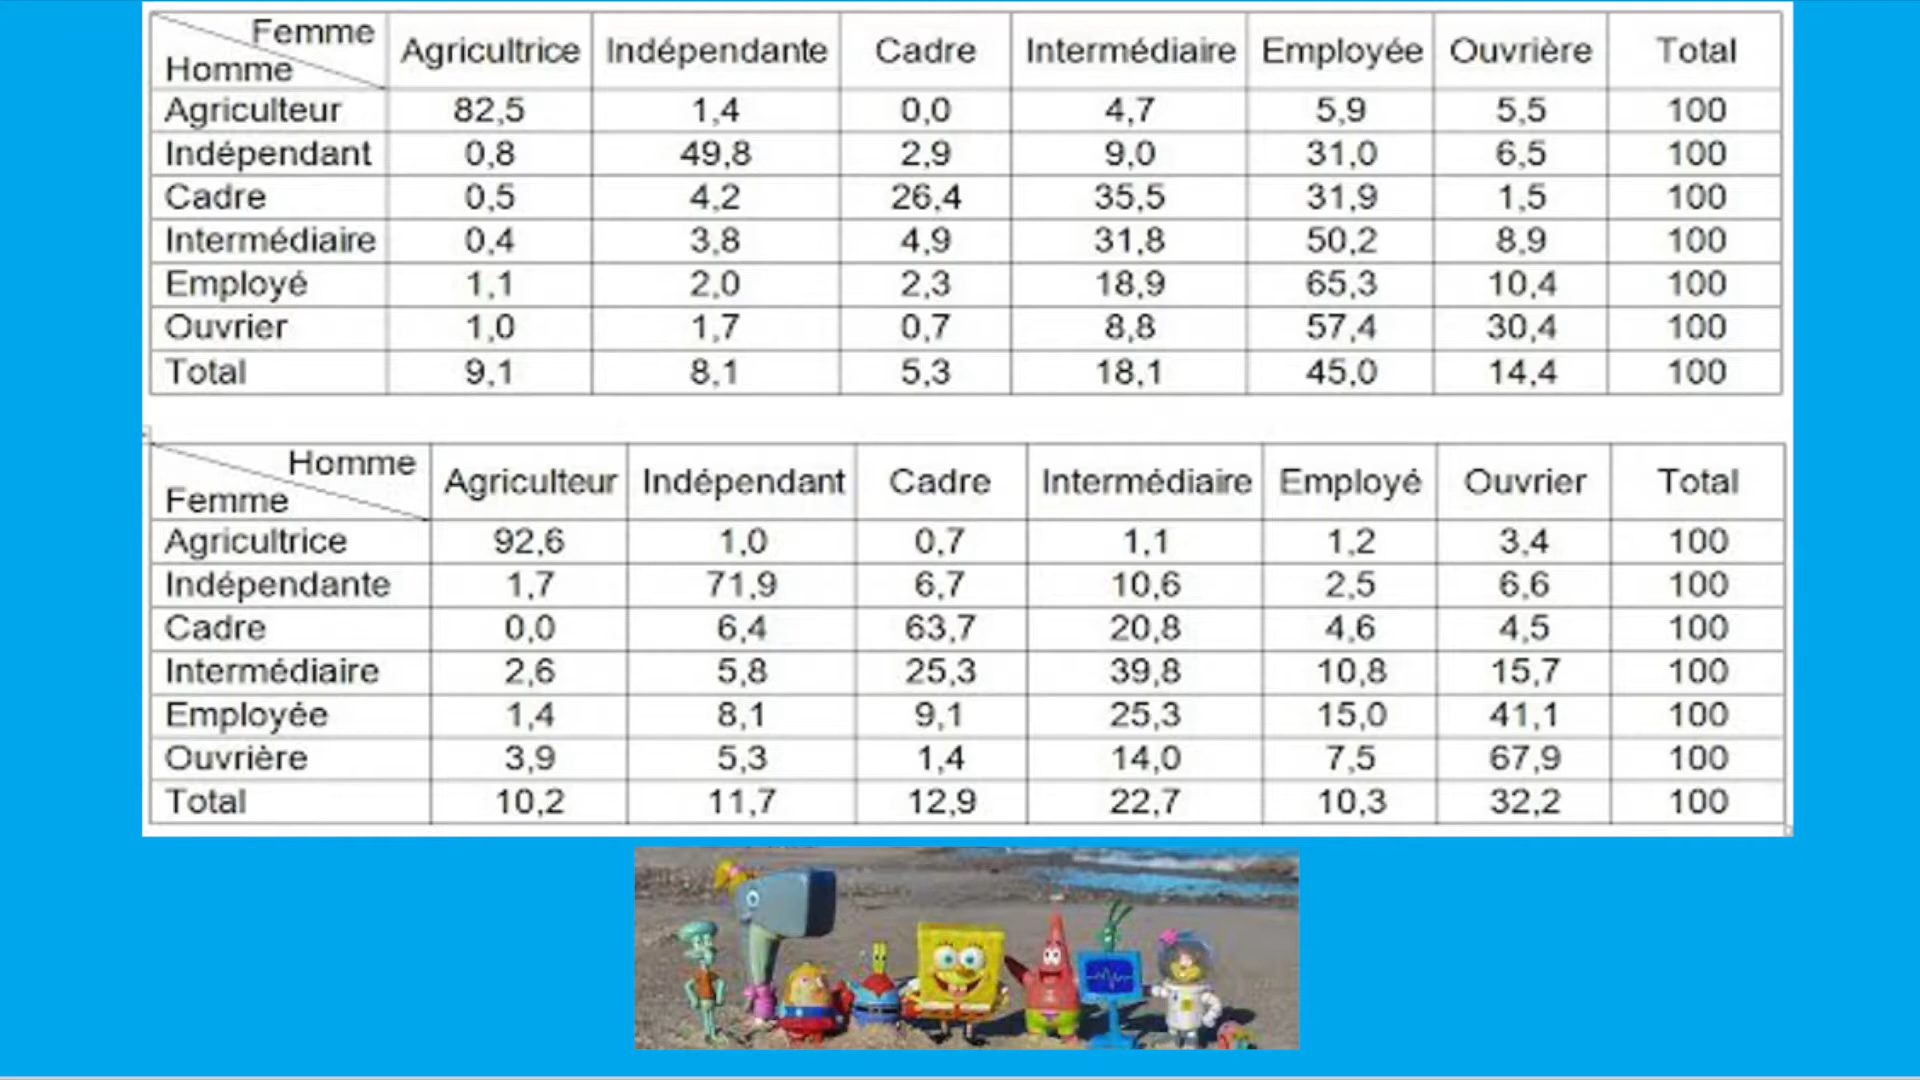 Femme
Homme Agricultrice Indépendante Cadre Intermédiaire Employée Ouvrière Total
Agriculteur 82,5 1,4 0,0 4,7 5,9 5,5 100
Indépendant 0,8 49,8 2,9 9,0 31,0 6,5 100
Cadre 0,5 4,2 26,4 35,5 31,9 1,5 100
Intermédiaire 0,4 3,8 4,9 31,8 50,2 8,9 100
Employé 1,1 2,0 2,3 18,9 65,3 10,4 100
Ouvrier 1,0 1,7 0,7 8,8 57,4 30,4 100
Total 9,1 8,1 5,3 18,1 45,0 14,4 100
Homme
Femme Agriculteur Indépendant Cadre Intermédiaire Employé Ouvrier Total
Agricultrice 92,6 1,0 0,7 1,1 1,2 3,4 100
Indépendante 1,7 71,9 6,7 10,6 2,5 6,6 100
Cadre 0,0 6,4 63,7 20,8 4,6 4,5 100
Intermédiaire 2,6 5,8 25,3 39,8 10,8 15,7 100
Employée 1,4 8,1 9,1 25,3 15,0 41,1 100
Ouvrière 3,9 5,3 1,4 14,0 7,5 67,9 100
Total 10,2 11,7 12,9 22,7 10,3 32,2 100